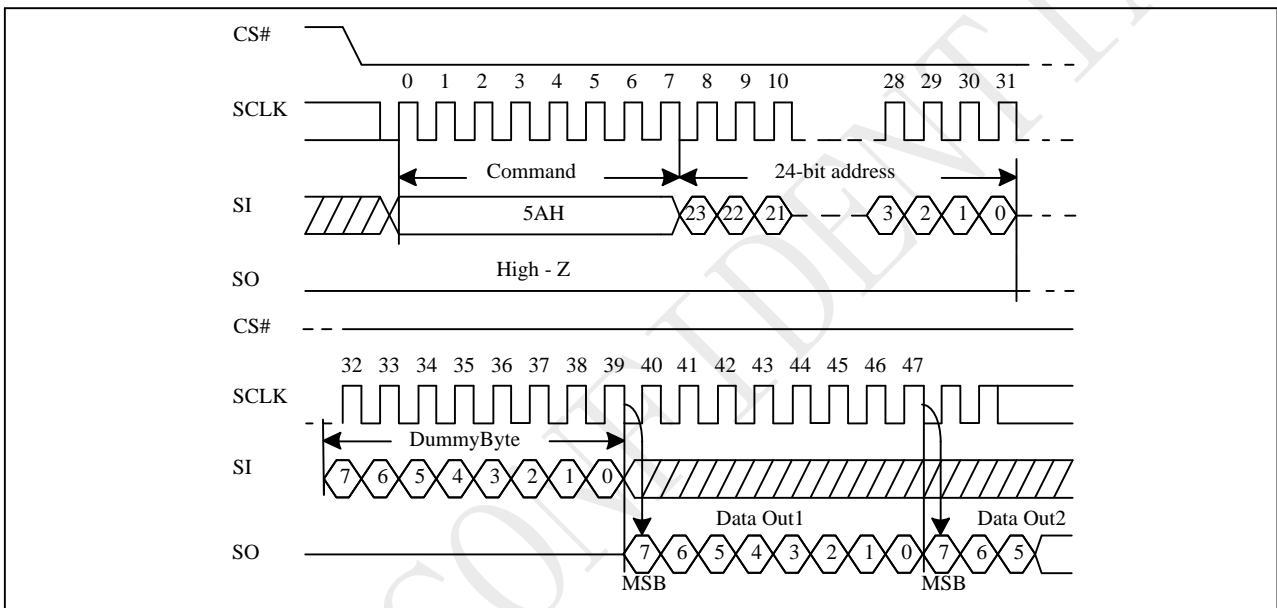 CS#
0 1 2 3 4 5 6 7 8 9 10 28 29 30 31
SCLK
Command 24-bit address
SI 5AH 23 22 21 3 2 1 0
High - Z
SO
CS#
32 33 34 35 36 37 38 39 40 41 42 43 44 45 46 47
SCLK
DummyByte
SI 7 6 5 4 3 2 1 0
Data Out1 Data Out2
SO 7 6 5 4 3 2 1 0 7 6 5
MSB MSB
CONFIDENTIA